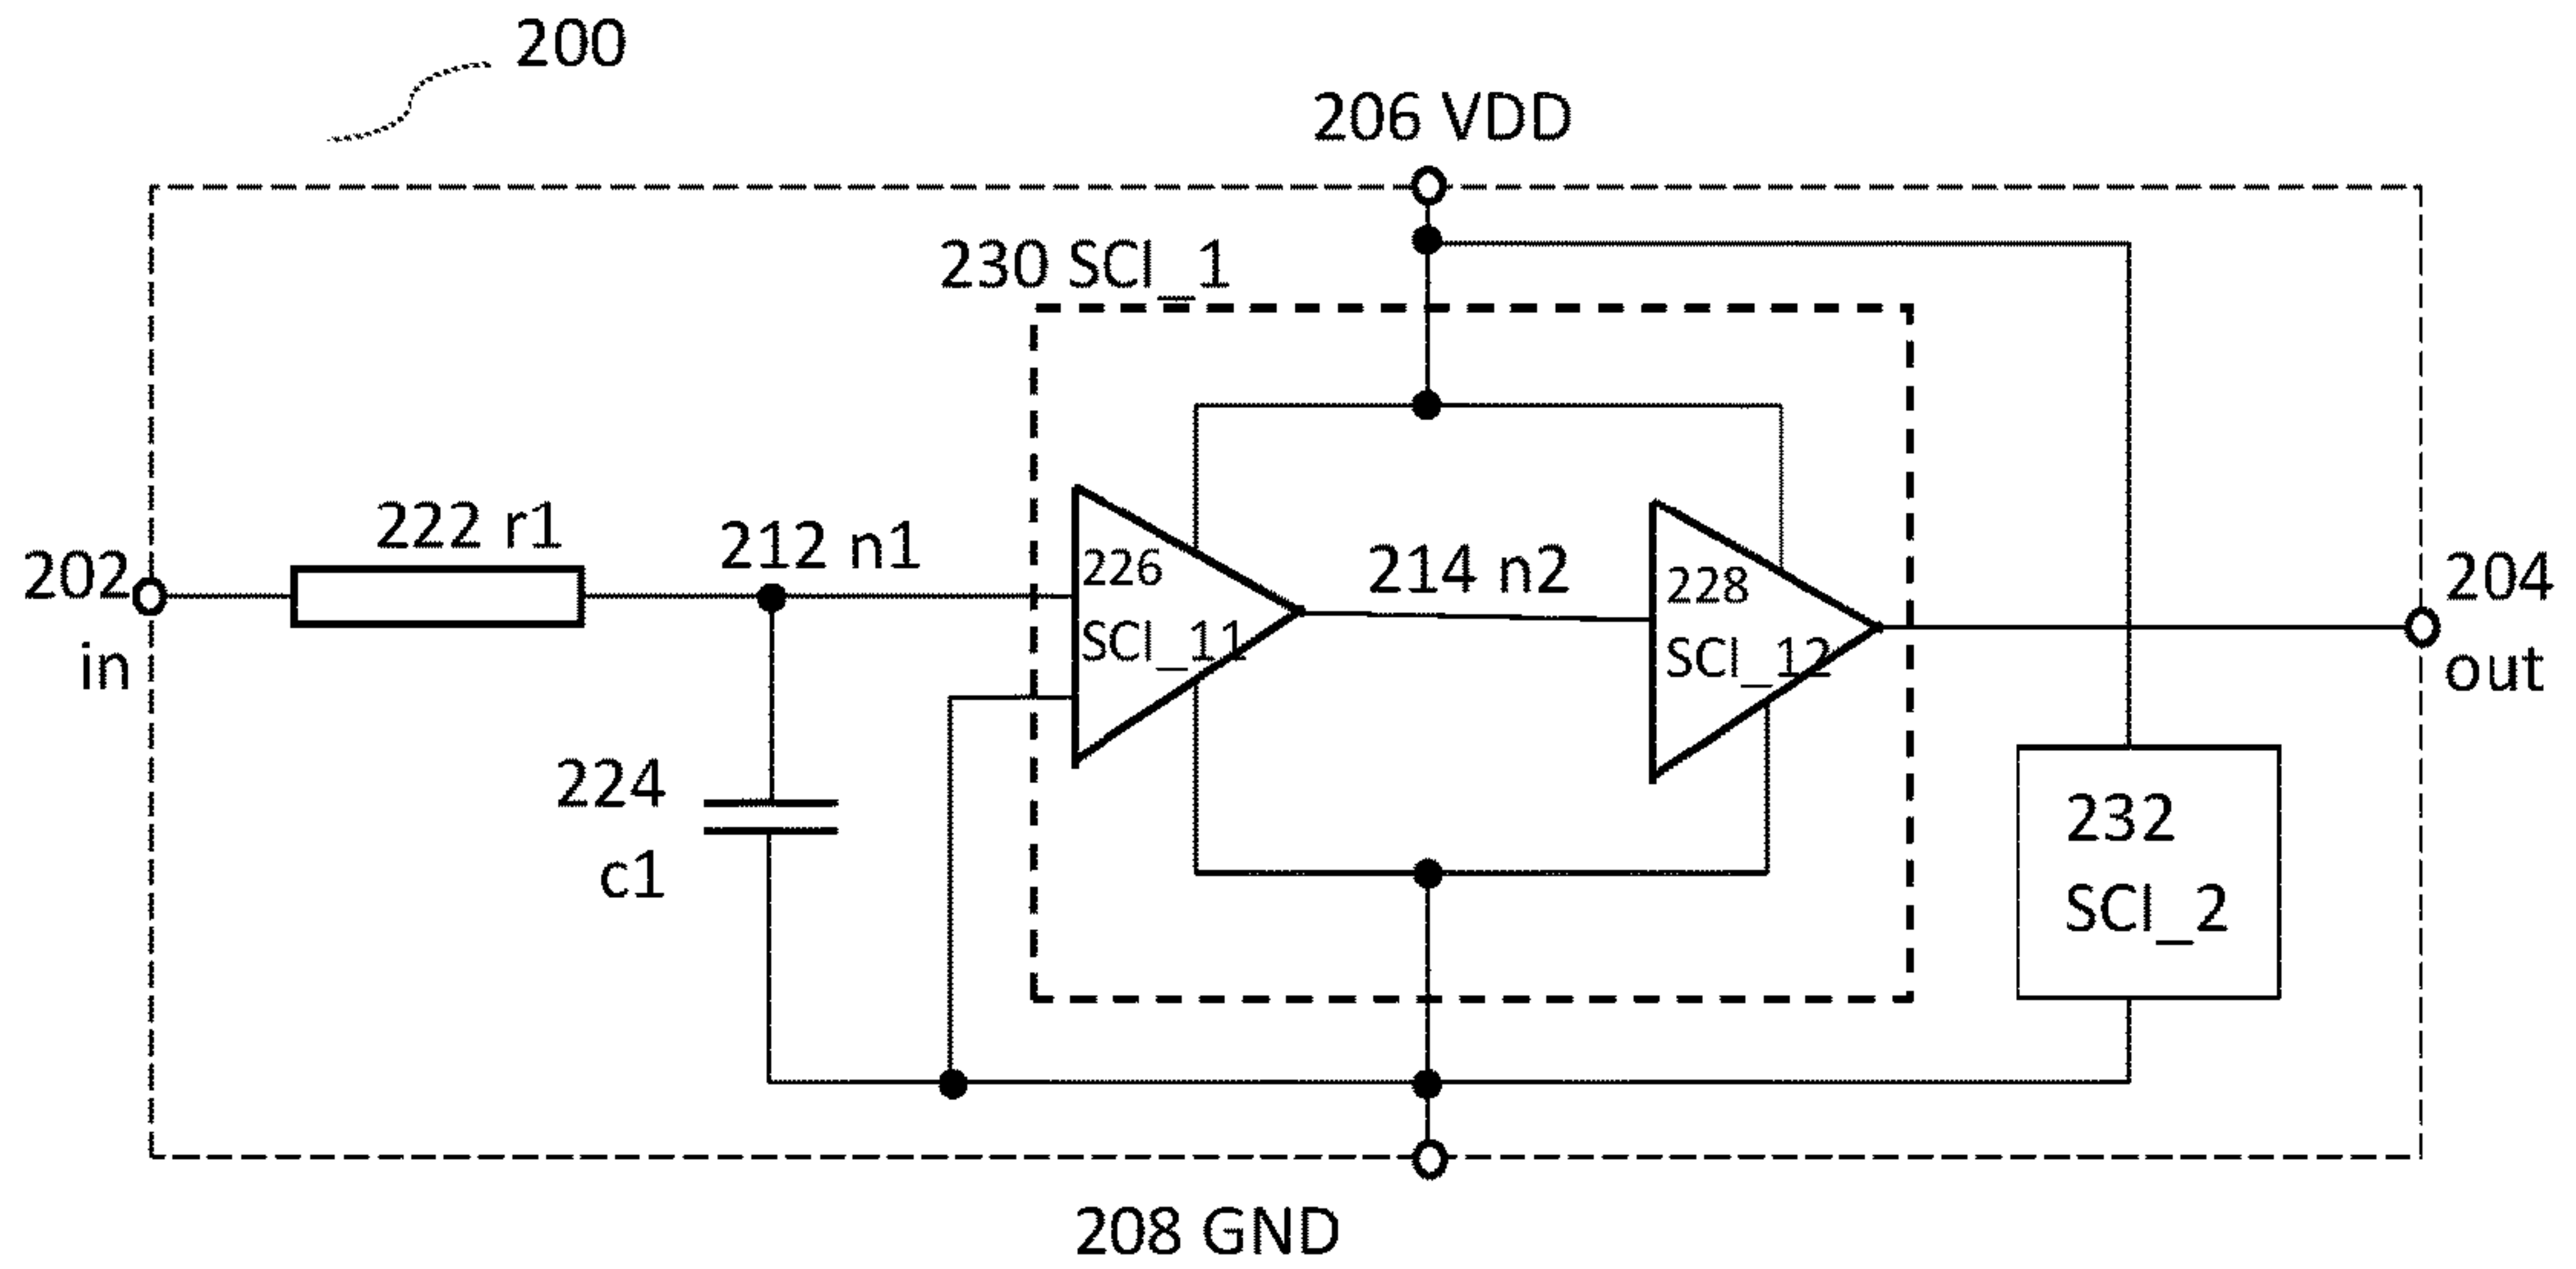 200
206 VDD
230 SCI_1
222 r1
212 n1
226
SCI_11
214 n2
228
SCI_12
202
in
204
out
224
c1
232
SCI_2
208 GND